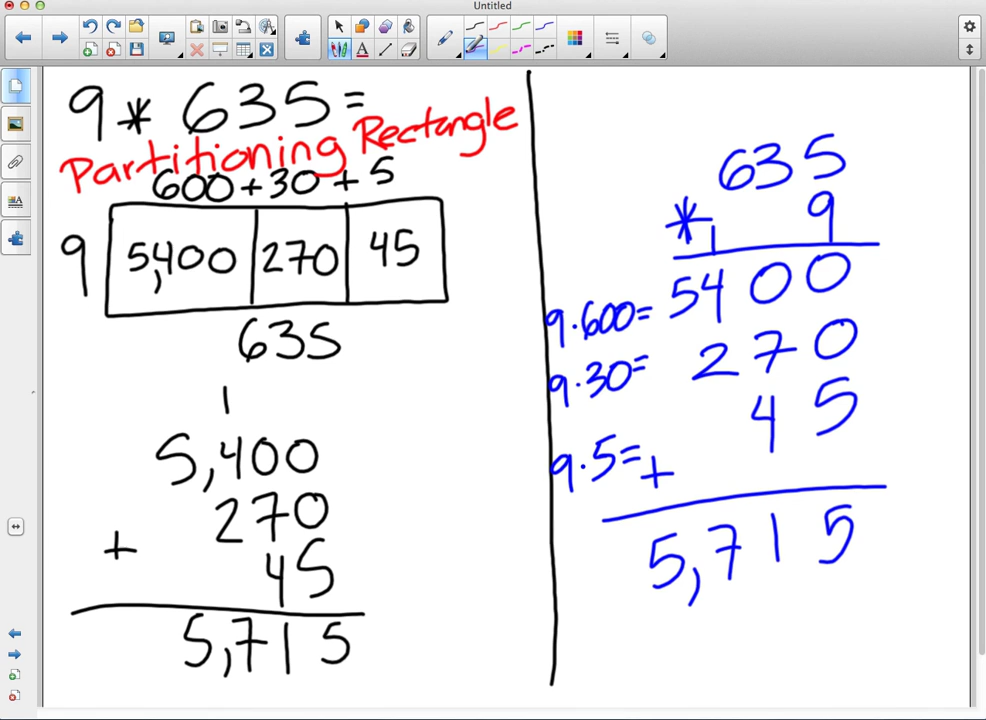 Untitled
9 * 635 =
Partitioning Rectangle
600 + 30 + 5
9 5,400 270 45
635
1
5,400
270
+ 45
5,715
635
* 9
1
9·600= 5400
9·30= 270
9·5= + 45
5,715